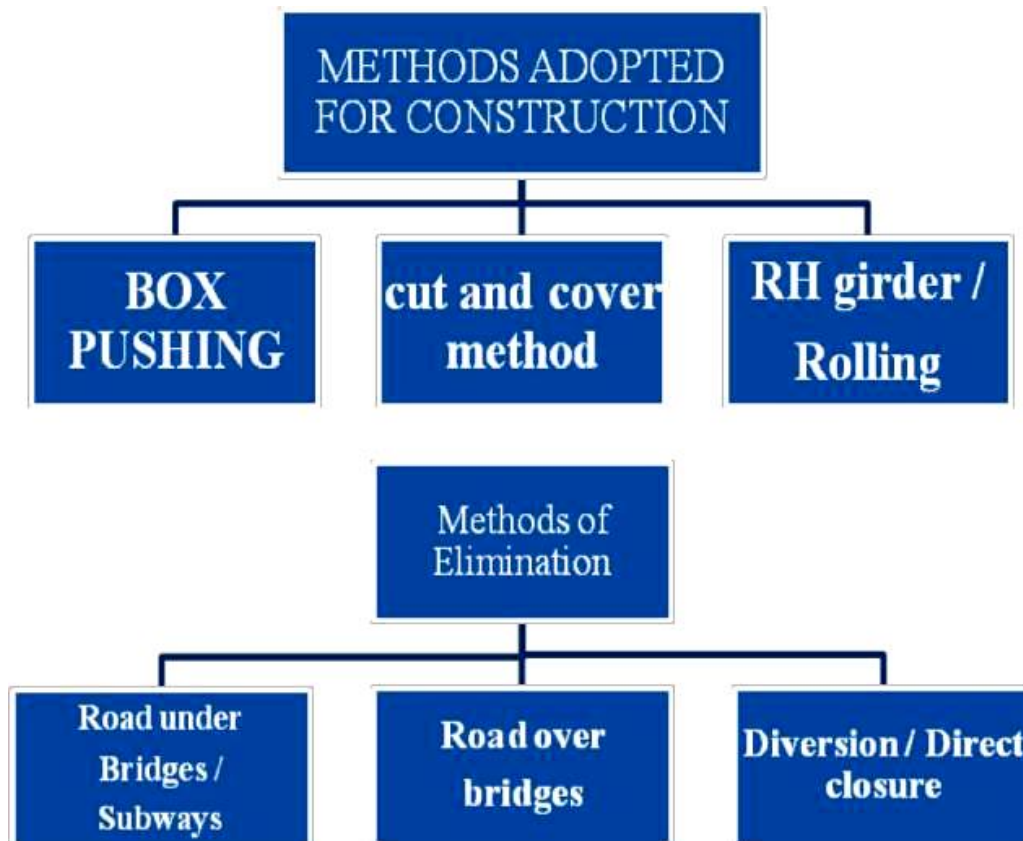 METHODS ADOPTED
FOR CONSTRUCTION
BOX
PUSHING
cut and cover
method
RH girder /
Rolling
Methods of
Elimination
Road under
Bridges /
Subways
Road over
bridges
Diversion / Direct
closure